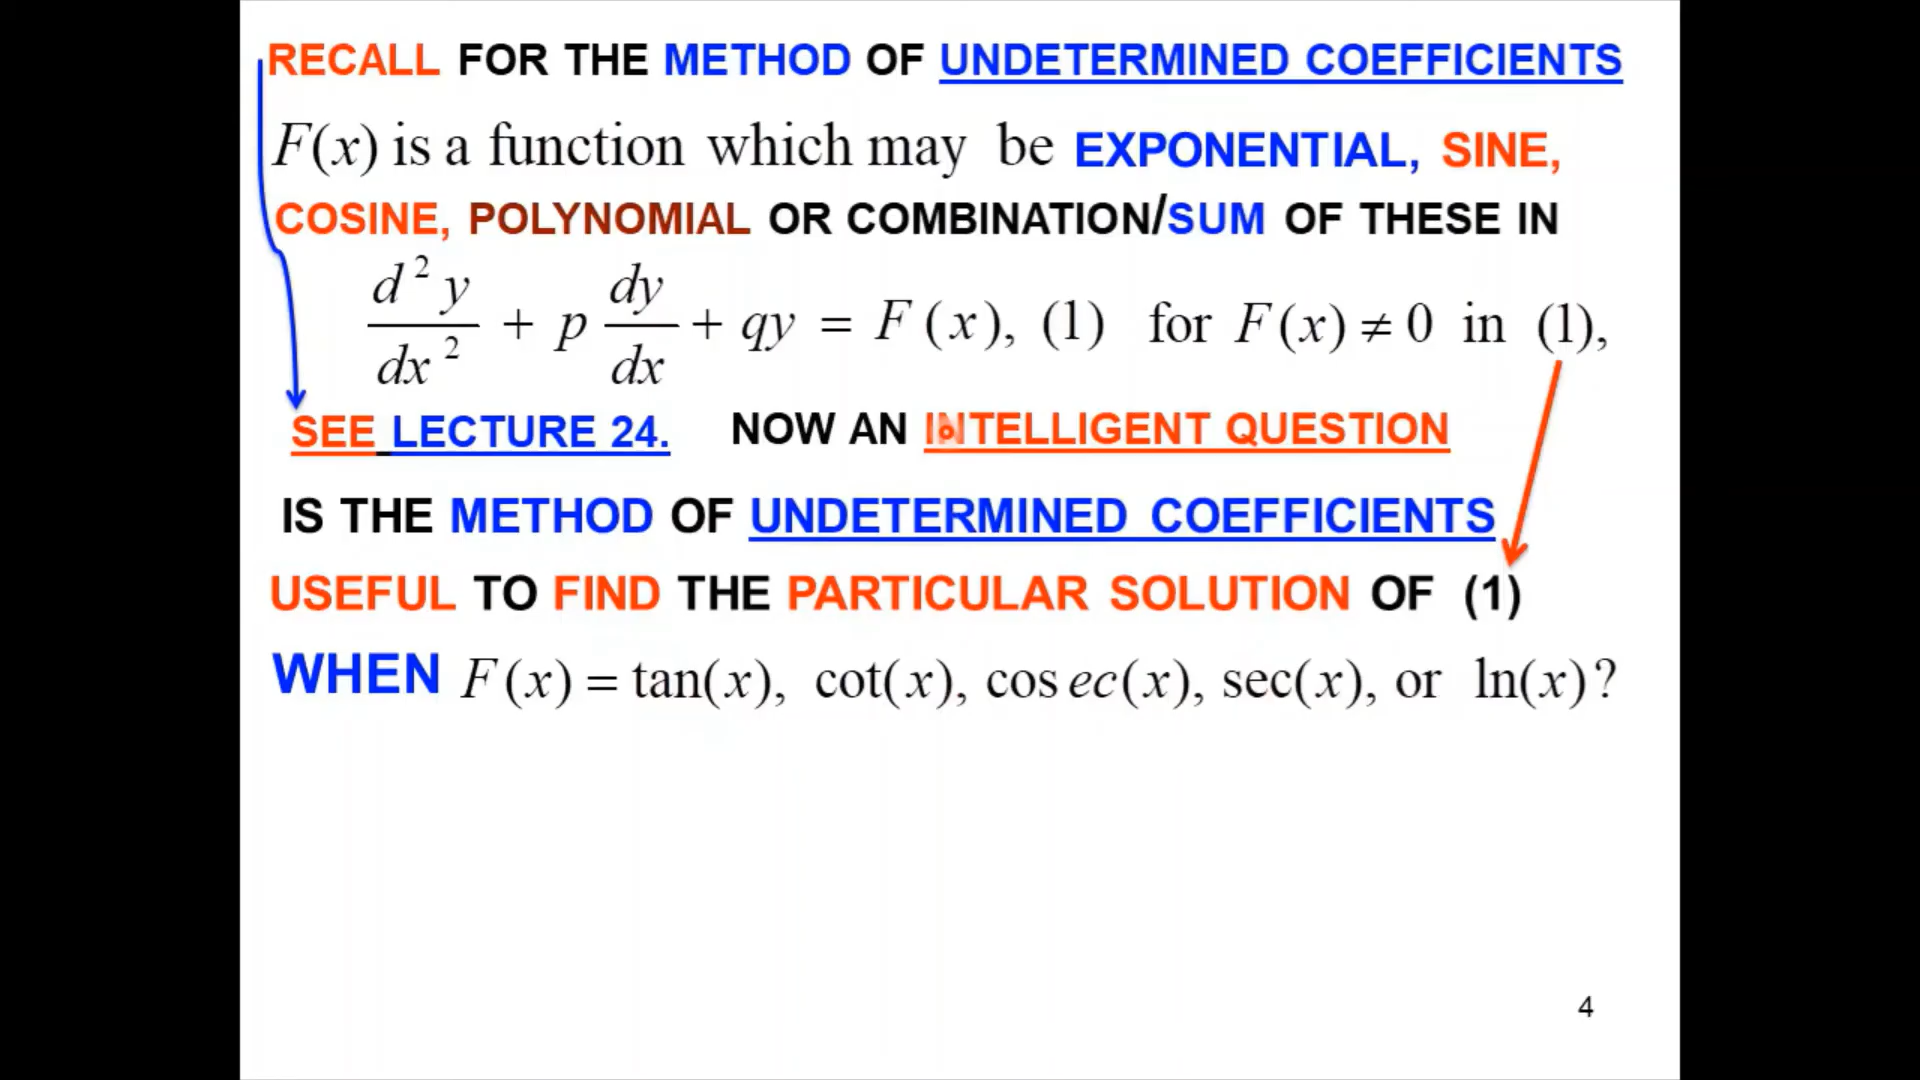 RECALL FOR THE METHOD OF UNDETERMINED COEFFICIENTS
F(x) is a function which may be EXPONENTIAL, SINE,
COSINE, POLYNOMIAL OR COMBINATION/SUM OF THESE IN
d²y/dx² + p dy/dx + qy = F(x), (1) for F(x) ≠ 0 in (1),
SEE LECTURE 24. NOW AN INTELLIGENT QUESTION
IS THE METHOD OF UNDETERMINED COEFFICIENTS
USEFUL TO FIND THE PARTICULAR SOLUTION OF (1)
WHEN F(x) = tan(x), cot(x), cos ec(x), sec(x), or ln(x)?
4